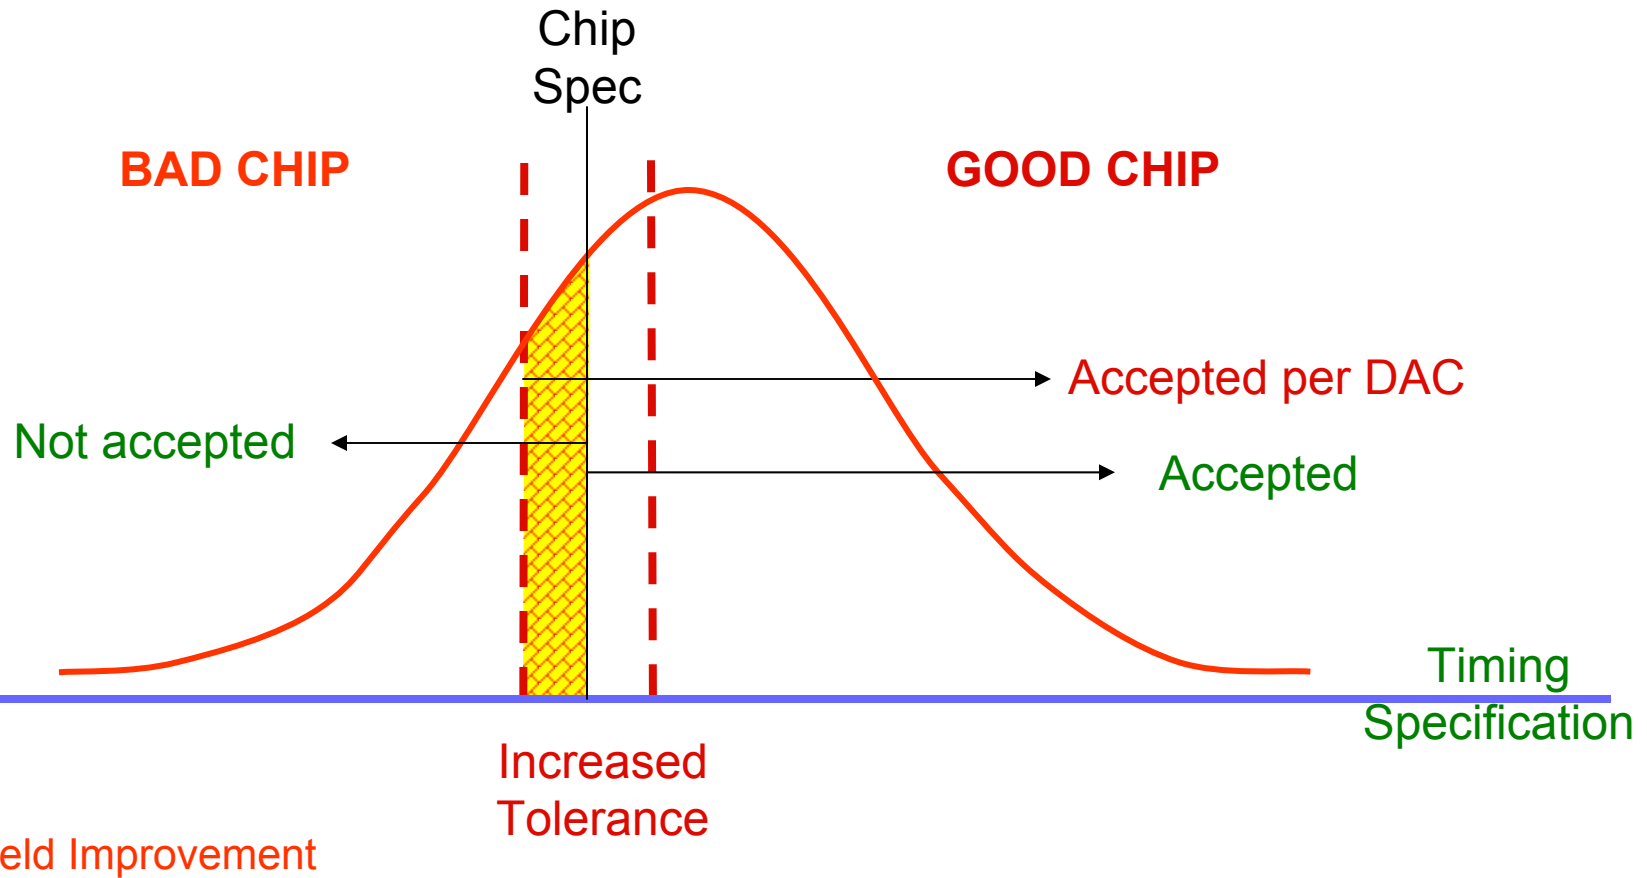 Chip
Spec
BAD CHIP
GOOD CHIP
Accepted per DAC
Not accepted
Accepted
Timing
Specification
Increased
Tolerance
eld Improvement